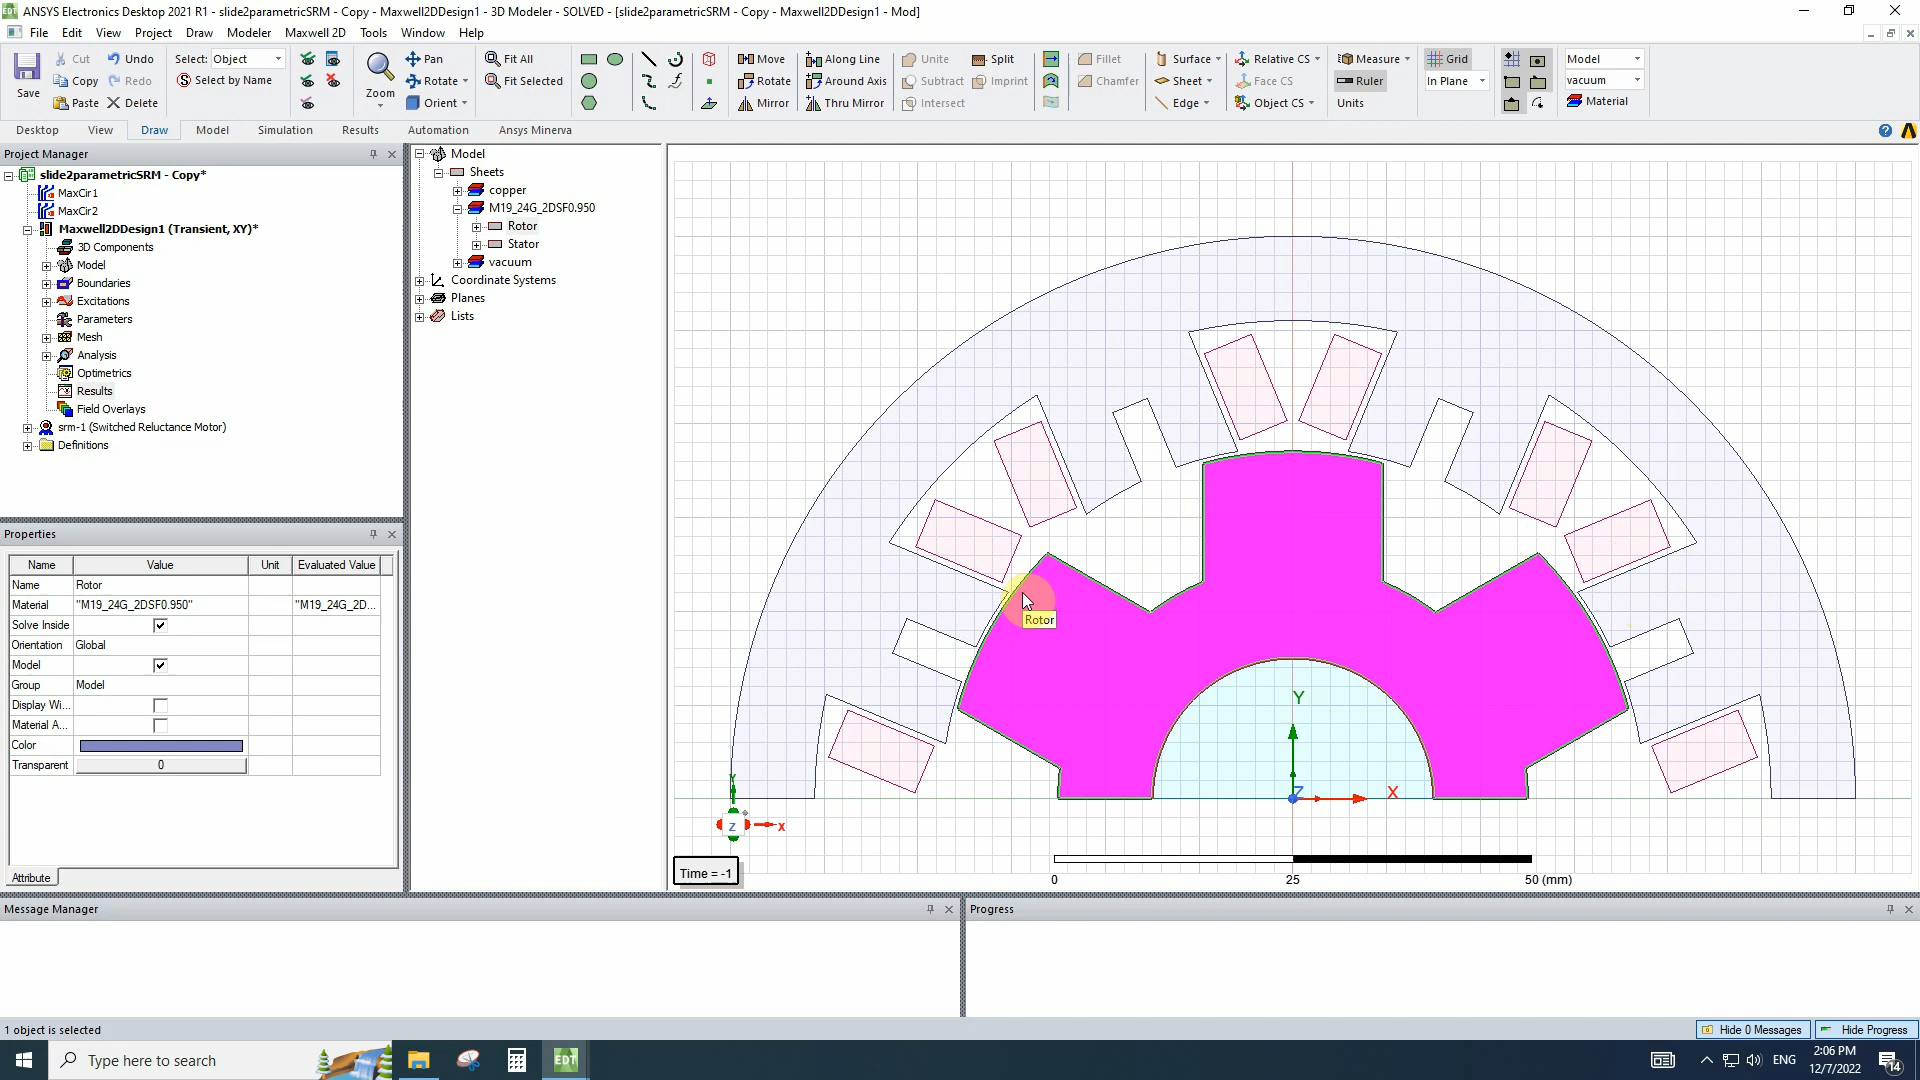 ANSYS Electronics Desktop 2021 R1 - slide2parametricSRM - Copy - Maxwell2DDesign1 - 3D Modeler - SOLVED - [slide2parametricSRM - Copy - Maxwell2DDesign1 - Mod]
File Edit View Project Draw Modeler Maxwell 2D Tools Window Help
Save
Cut Undo
Copy Redo
Paste Delete
Select: Object
Select by Name
Zoom
Pan
Rotate
Orient
Fit All
Fit Selected
Move
Rotate
Mirror
Along Line
Around Axis
Thru Mirror
Unite Split
Subtract Imprint
Intersect
Fillet
Chamfer
Surface
Sheet
Edge
Relative CS
Face CS
Object CS
Measure
Ruler
Units
Grid
In Plane
Model
vacuum
Material
Desktop View Draw Model Simulation Results Automation Ansys Minerva
Project Manager
slide2parametricSRM - Copy*
MaxCir1
MaxCir2
Maxwell2DDesign1 (Transient, XY)*
3D Components
Model
Boundaries
Excitations
Parameters
Mesh
Analysis
Optimetrics
Results
Field Overlays
srm-1 (Switched Reluctance Motor)
Definitions
Model
Sheets
copper
M19_24G_2DSF0.950
Rotor
Stator
vacuum
Coordinate Systems
Planes
Lists
Properties
Name Value Unit Evaluated Value
Name Rotor
Material "M19_24G_2DSF0.950" "M19_24G_2D...
Solve Inside
Orientation Global
Model
Group Model
Display Wi...
Material A...
Color
Transparent 0
Attribute
Rotor
Y
Z X
Y
Z x
Time = -1
0 25 50 (mm)
Message Manager
Progress
1 object is selected
Hide 0 Messages Hide Progress
Type here to search
EDT
ENG
2:06 PM
12/7/2022
14